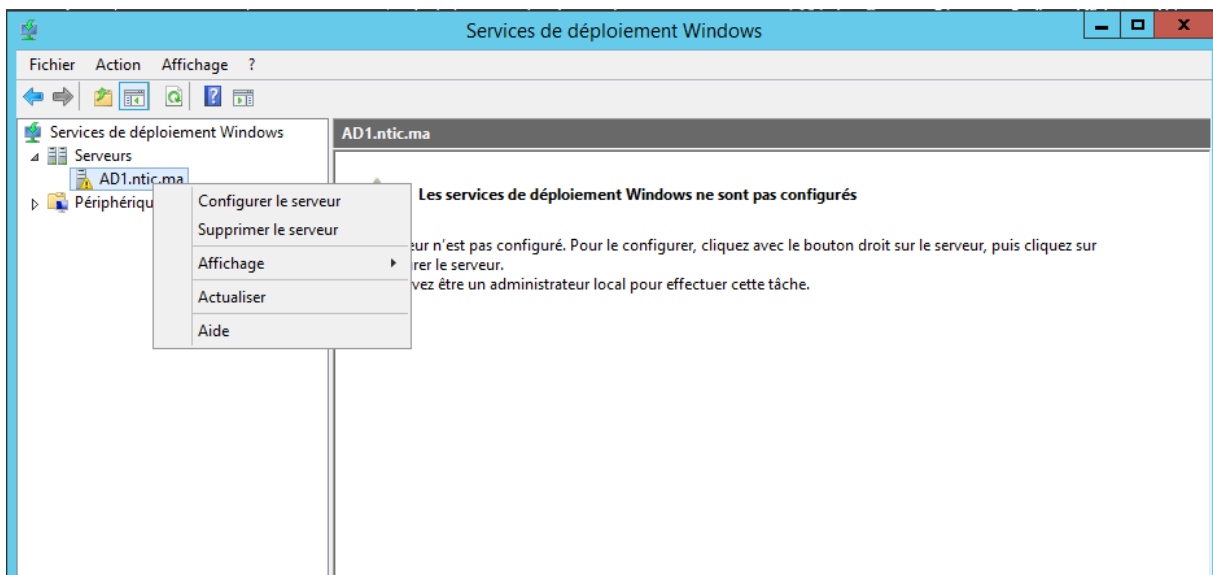 Services de déploiement Windows
Fichier Action Affichage ?
Services de déploiement Windows
Serveurs
AD1.ntic.ma
Périphériqu
Configurer le serveur
Supprimer le serveur
Affichage
Actualiser
Aide
AD1.ntic.ma
Les services de déploiement Windows ne sont pas configurés
eur n'est pas configuré. Pour le configurer, cliquez avec le bouton droit sur le serveur, puis cliquez sur
irer le serveur.
vez être un administrateur local pour effectuer cette tâche.